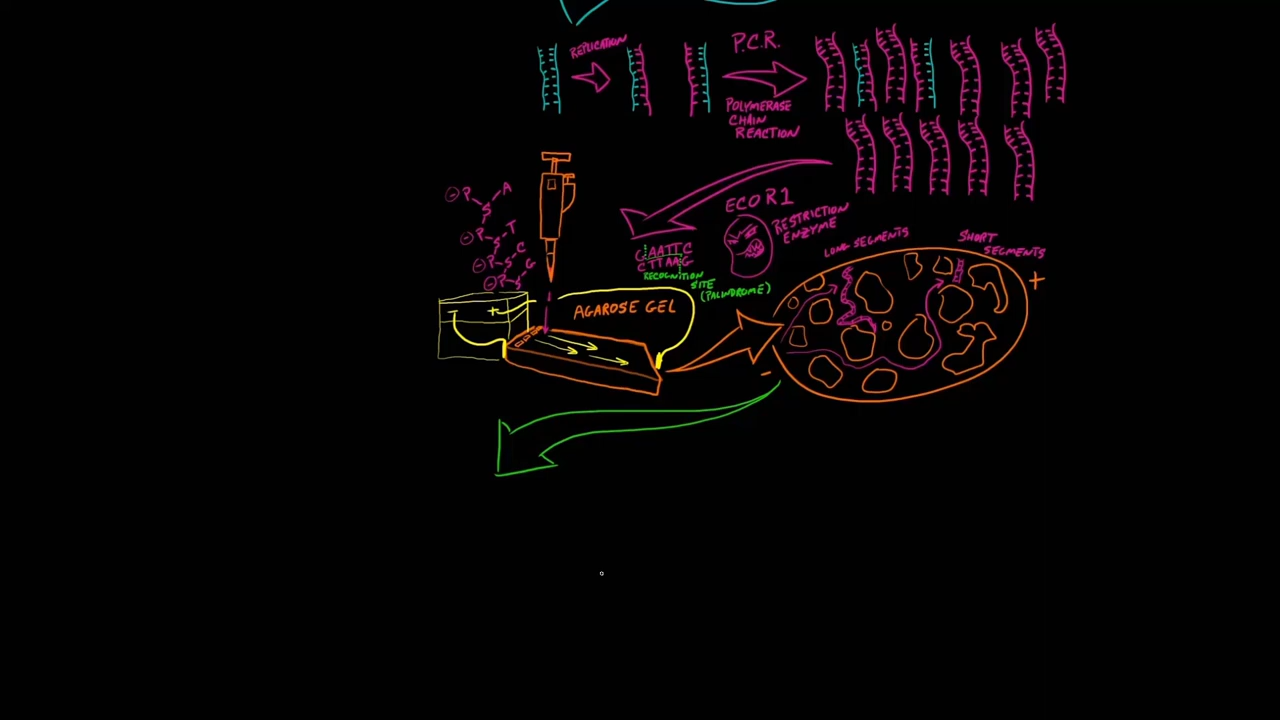 REPLICATION
P.C.R.
POLYMERASE
CHAIN
REACTION
ECOR1
RESTRICTION
ENZYME
GAATTC
CTTAAG
RECOGNITION
SITE
(PALINDROME)
- P A
S
- P T
S
- P C
S
- P G
S
LONG SEGMENTS
SHORT
SEGMENTS
+
-
- +
AGAROSE GEL